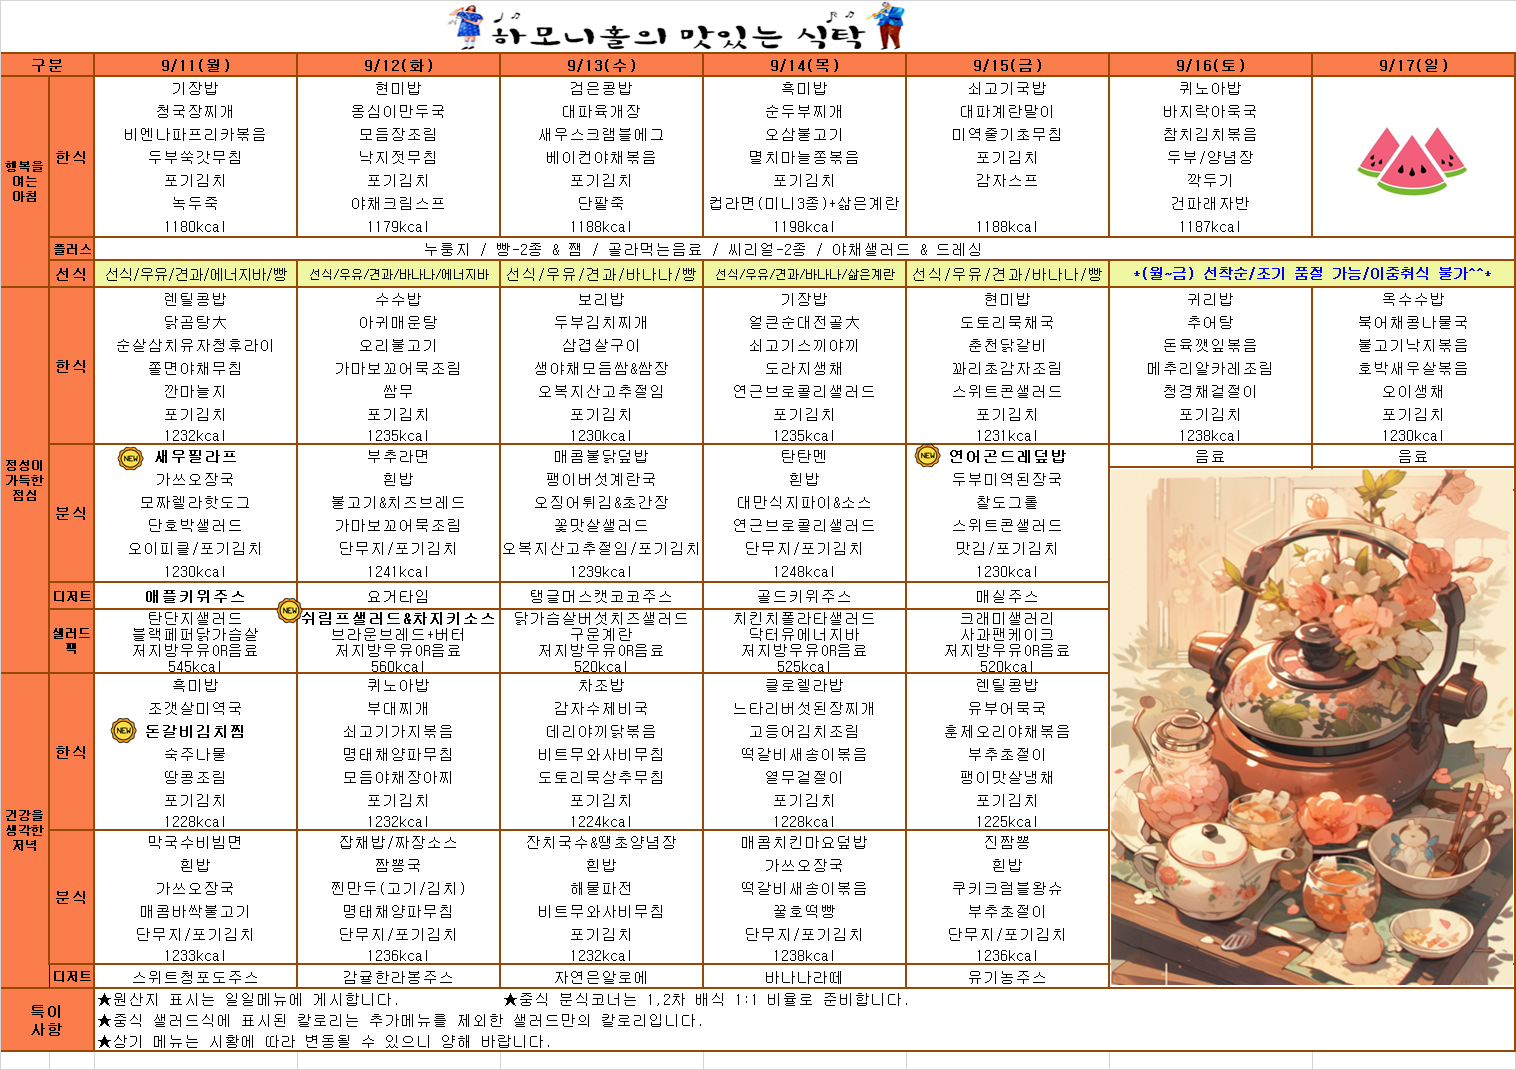 하모니홀의 맛있는 식탁
구분 9/11(월) 9/12(화) 9/13(수) 9/14(목) 9/15(금) 9/16(토) 9/17(일)
행복을 여는 아침
한식
기장밥 현미밥 검은콩밥 흑미밥 쇠고기국밥 퀴노아밥
청국장찌개 옹심이만두국 대파육개장 순두부찌개 대파계란말이 바지락아욱국
비엔나파프리카볶음 모듬장조림 새우스크램블에그 오삼불고기 미역줄기초무침 참치김치볶음
두부쑥갓무침 낙지젓무침 베이컨야채볶음 멸치마늘쫑볶음 포기김치 두부/양념장
포기김치 포기김치 포기김치 포기김치 감자스프 깍두기
녹두죽 야채크림스프 단팥죽 컵라면(미니3종)+삶은계란 건파래자반
1180kcal 1179kcal 1188kcal 1198kcal 1188kcal 1187kcal
플러스 누룽지 / 빵-2종 & 쨈 / 골라먹는음료 / 씨리얼-2종 / 야채샐러드 & 드레싱
선식 선식/우유/견과/에너지바/빵 선식/우유/견과/바나나/에너지바 선식/우유/견과/바나나/빵 선식/우유/견과/바나나/삶은계란 선식/우유/견과/바나나/빵 *(월~금) 선착순/조기 품절 가능/이중취식 불가^^*
정성이 가득한 점심
한식
렌틸콩밥 수수밥 보리밥 기장밥 현미밥 귀리밥 옥수수밥
닭곰탕大 아귀매운탕 두부김치찌개 얼큰순대전골大 도토리묵채국 추어탕 북어채콩나물국
순살삼치유자청후라이 오리불고기 삼겹살구이 쇠고기스끼야끼 춘천닭갈비 돈육깻잎볶음 불고기낙지볶음
쫄면야채무침 가마보꼬어묵조림 생야채모듬쌈&쌈장 도라지생채 꽈리초감자조림 메추리알카레조림 호박새우살볶음
깐마늘지 쌈무 오복지산고추절임 연근브로콜리샐러드 스위트콘샐러드 청경채겉절이 오이생채
포기김치 포기김치 포기김치 포기김치 포기김치 포기김치 포기김치
1232kcal 1235kcal 1230kcal 1235kcal 1231kcal 1238kcal 1230kcal
분식
NEW 새우필라프 부추라면 매콤불닭덮밥 탄탄멘 NEW 연어곤드레덮밥 음료 음료
가쓰오장국 흰밥 팽이버섯계란국 흰밥 두부미역된장국
모짜렐라핫도그 불고기&치즈브레드 오징어튀김&초간장 대만식지파이&소스 찰도그롤
단호박샐러드 가마보꼬어묵조림 꽃맛살샐러드 연근브로콜리샐러드 스위트콘샐러드
오이피클/포기김치 단무지/포기김치 오복지산고추절임/포기김치 단무지/포기김치 맛김/포기김치
1230kcal 1241kcal 1239kcal 1248kcal 1230kcal
디저트 애플키위주스 요거타임 탱글머스캣코코주스 골드키위주스 매실주스
샐러드팩
탄단지샐러드 NEW 쉬림프샐러드&차지키소스 닭가슴살버섯치즈샐러드 치킨치폴라타샐러드 크래미샐러리
블랙페퍼닭가슴살 브라운브레드+버터 구운계란 닥터유에너지바 사과팬케이크
저지방우유OR음료 저지방우유OR음료 저지방우유OR음료 저지방우유OR음료 저지방우유OR음료
545kcal 560kcal 520kcal 525kcal 520kcal
건강을 생각한 저녁
한식
흑미밥 퀴노아밥 차조밥 클로렐라밥 렌틸콩밥
조갯살미역국 부대찌개 감자수제비국 느타리버섯된장찌개 유부어묵국
NEW 돈갈비김치찜 쇠고기가지볶음 데리야끼닭볶음 고등어김치조림 훈제오리야채볶음
숙주나물 명태채양파무침 비트무와사비무침 떡갈비새송이볶음 부추초절이
땅콩조림 모듬야채장아찌 도토리묵상추무침 열무겉절이 팽이맛살냉채
포기김치 포기김치 포기김치 포기김치 포기김치
1228kcal 1232kcal 1224kcal 1228kcal 1225kcal
분식
막국수비빔면 잡채밥/짜장소스 잔치국수&땡초양념장 매콤치킨마요덮밥 진짬뽕
흰밥 짬뽕국 흰밥 가쓰오장국 흰밥
가쓰오장국 찐만두(고기/김치) 해물파전 떡갈비새송이볶음 쿠키크럼블왕슈
매콤바싹불고기 명태채양파무침 비트무와사비무침 꿀호떡빵 부추초절이
단무지/포기김치 단무지/포기김치 포기김치 단무지/포기김치 단무지/포기김치
1233kcal 1236kcal 1232kcal 1238kcal 1236kcal
디저트 스위트청포도주스 감귤한라봉주스 자연은알로에 바나나라떼 유기농주스
특이사항
★원산지 표시는 일일메뉴에 게시합니다. ★중식 분식코너는 1,2차 배식 1:1 비율로 준비합니다.
★중식 샐러드식에 표시된 칼로리는 추가메뉴를 제외한 샐러드만의 칼로리입니다.
★상기 메뉴는 시황에 따라 변동될 수 있으니 양해 바랍니다.